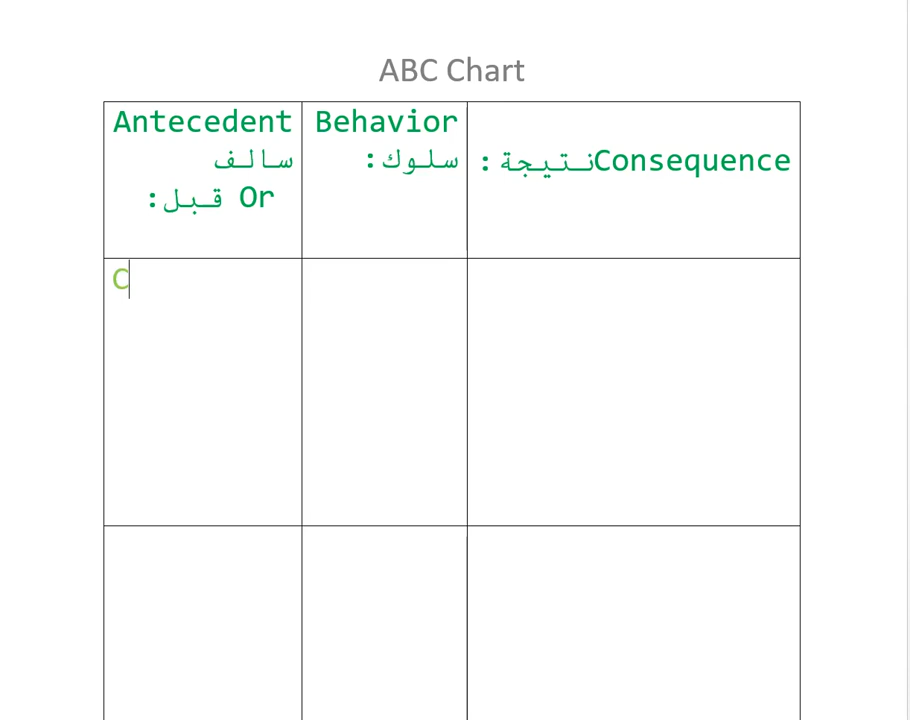 ABC Chart
Antecedent
سالف
Or قبل:
Behavior
سلوك:
Consequenceنتيجة:
C